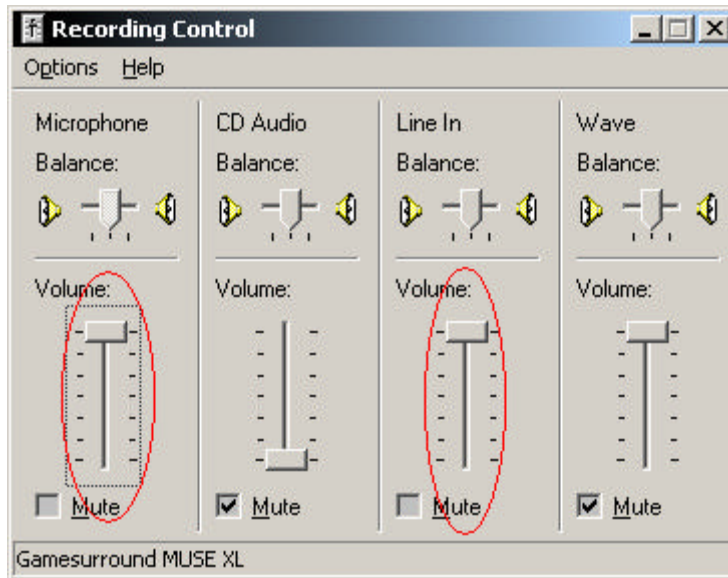 Recording Control
Options Help
Microphone CD Audio Line In Wave
Balance: Balance: Balance: Balance:
Volume: Volume: Volume: Volume:
Mute Mute Mute Mute
Gamesurround MUSE XL